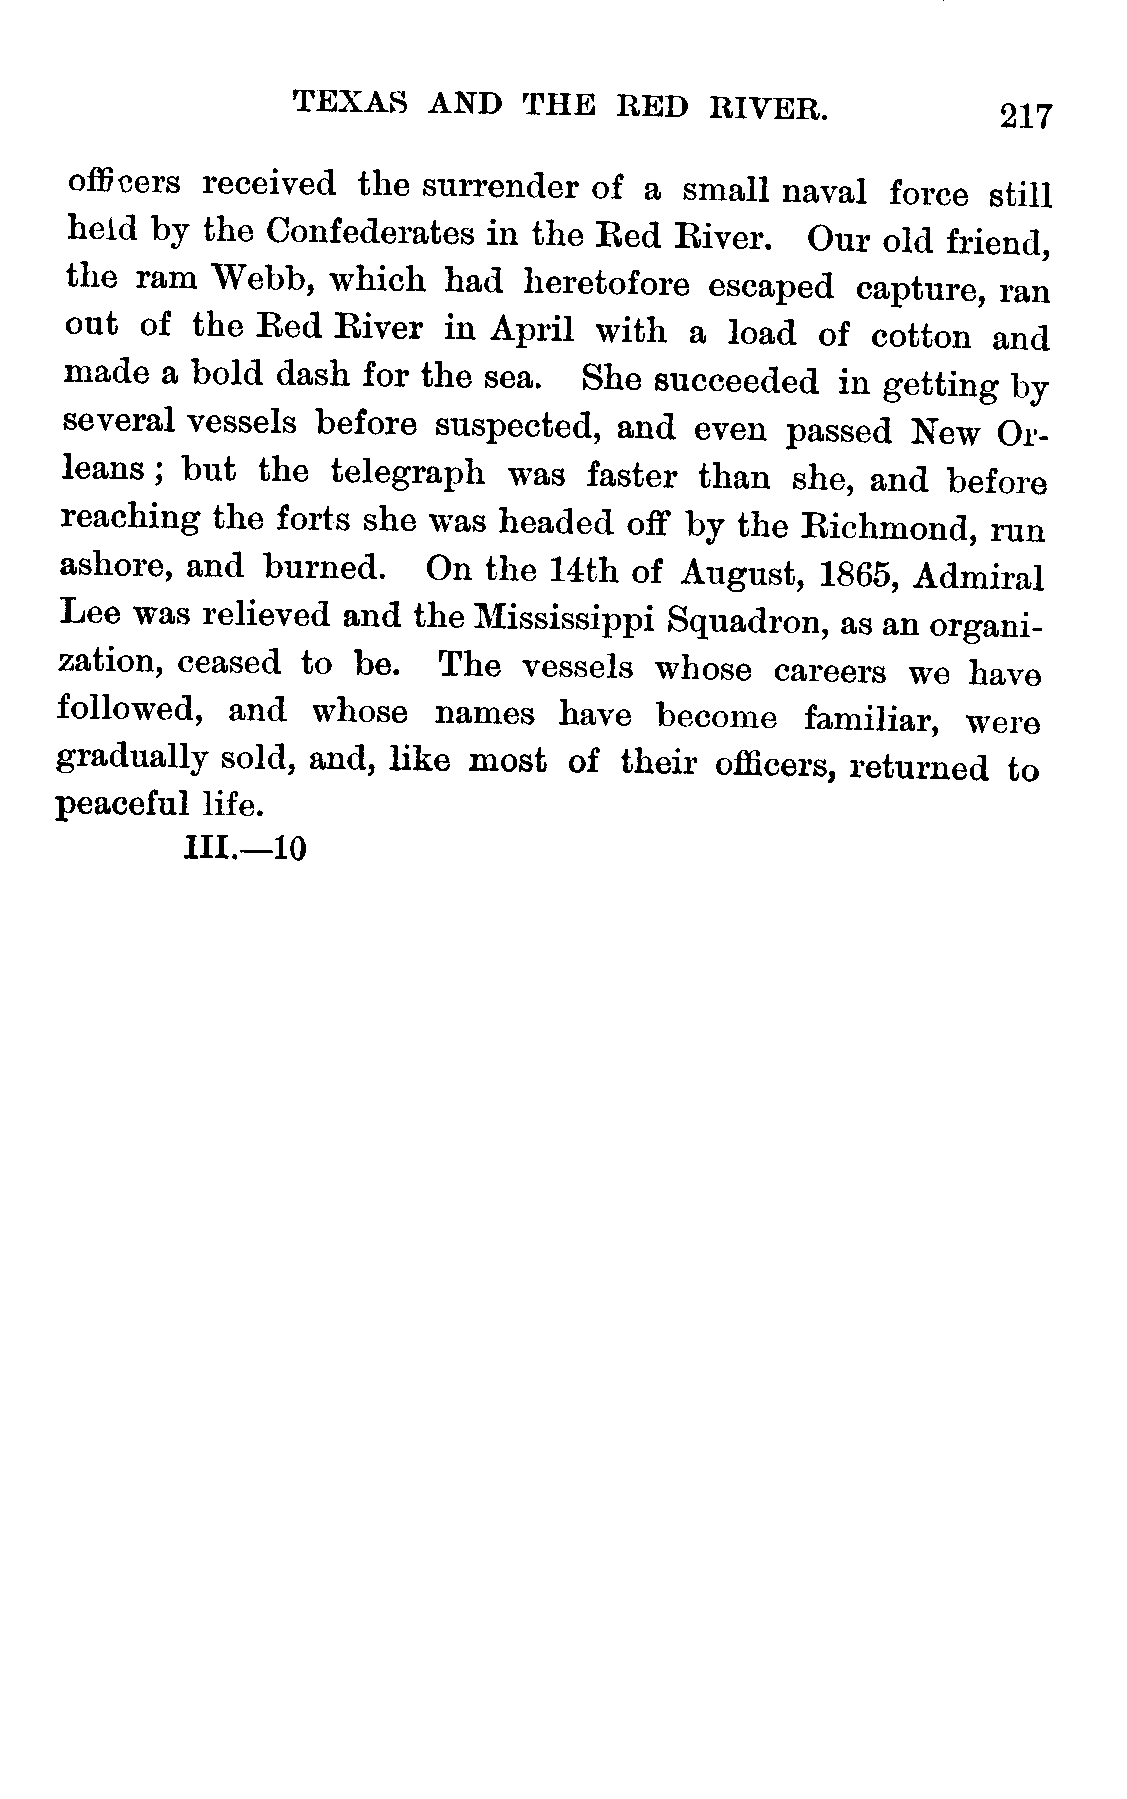 TEXAS AND THE RED RIVER. 217
officers received the surrender of a small naval force still
held by the Confederates in the Red River. Our old friend,
the ram Webb, which had heretofore escaped capture, ran
out of the Red River in April with a load of cotton and
made a bold dash for the sea. She succeeded in getting by
several vessels before suspected, and even passed New Or-
leans ; but the telegraph was faster than she, and before
reaching the forts she was headed off by the Richmond, run
ashore, and burned. On the 14th of August, 1865, Admiral
Lee was relieved and the Mississippi Squadron, as an organi-
zation, ceased to be. The vessels whose careers we have
followed, and whose names have become familiar, were
gradually sold, and, like most of their officers, returned to
peaceful life.
III.—10